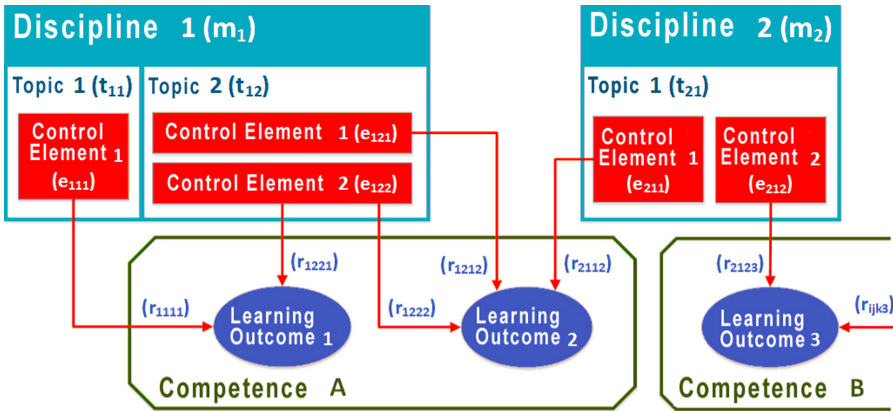 Discipline 1 (m₁)
Topic 1 (t₁₁)
Topic 2 (t₁₂)
Control
Element 1
(e₁₁₁)
Control Element 1 (e₁₂₁)
Control Element 2 (e₁₂₂)
Discipline 2 (m₂)
Topic 1 (t₂₁)
Control
Element 1
(e₂₁₁)
Control
Element 2
(e₂₁₂)
(r₁₂₂₁)
(r₁₂₁₂)
(r₂₁₁₂)
(r₂₁₂₃)
(r₁₁₁₁)
(r₁₂₂₂)
(rᵢⱼₖ₃)
Learning
Outcome 1
Learning
Outcome 2
Learning
Outcome 3
Competence A
Competence B